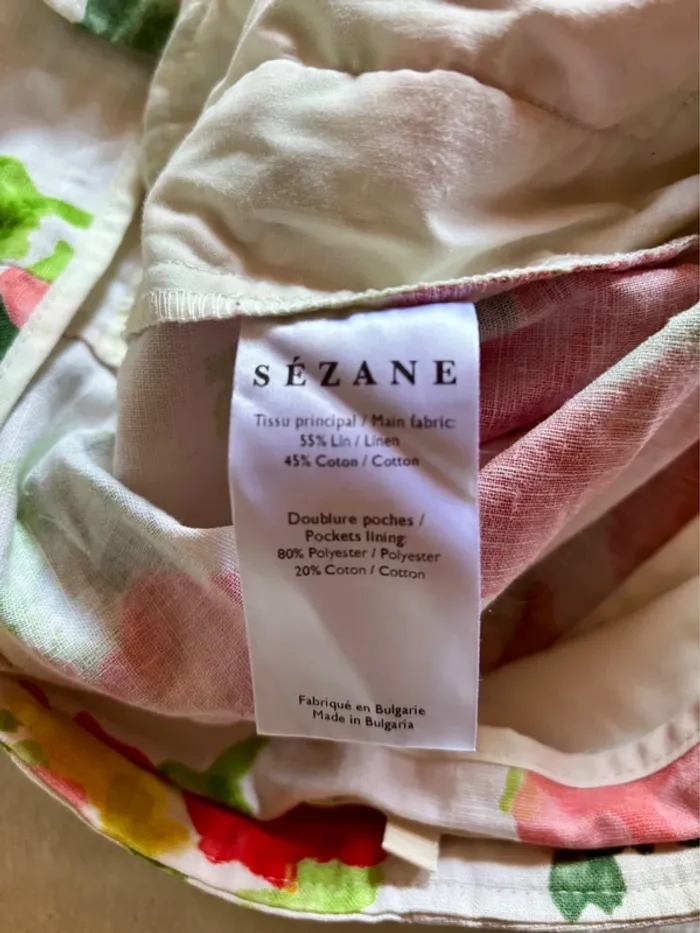 SÉZANE
Tissu principal / Main fabric:
55% Lin / Linen
45% Coton / Cotton
Doublure poches /
Pockets lining:
80% Polyester / Polyester
20% Coton / Cotton
Fabriqué en Bulgarie
Made in Bulgaria